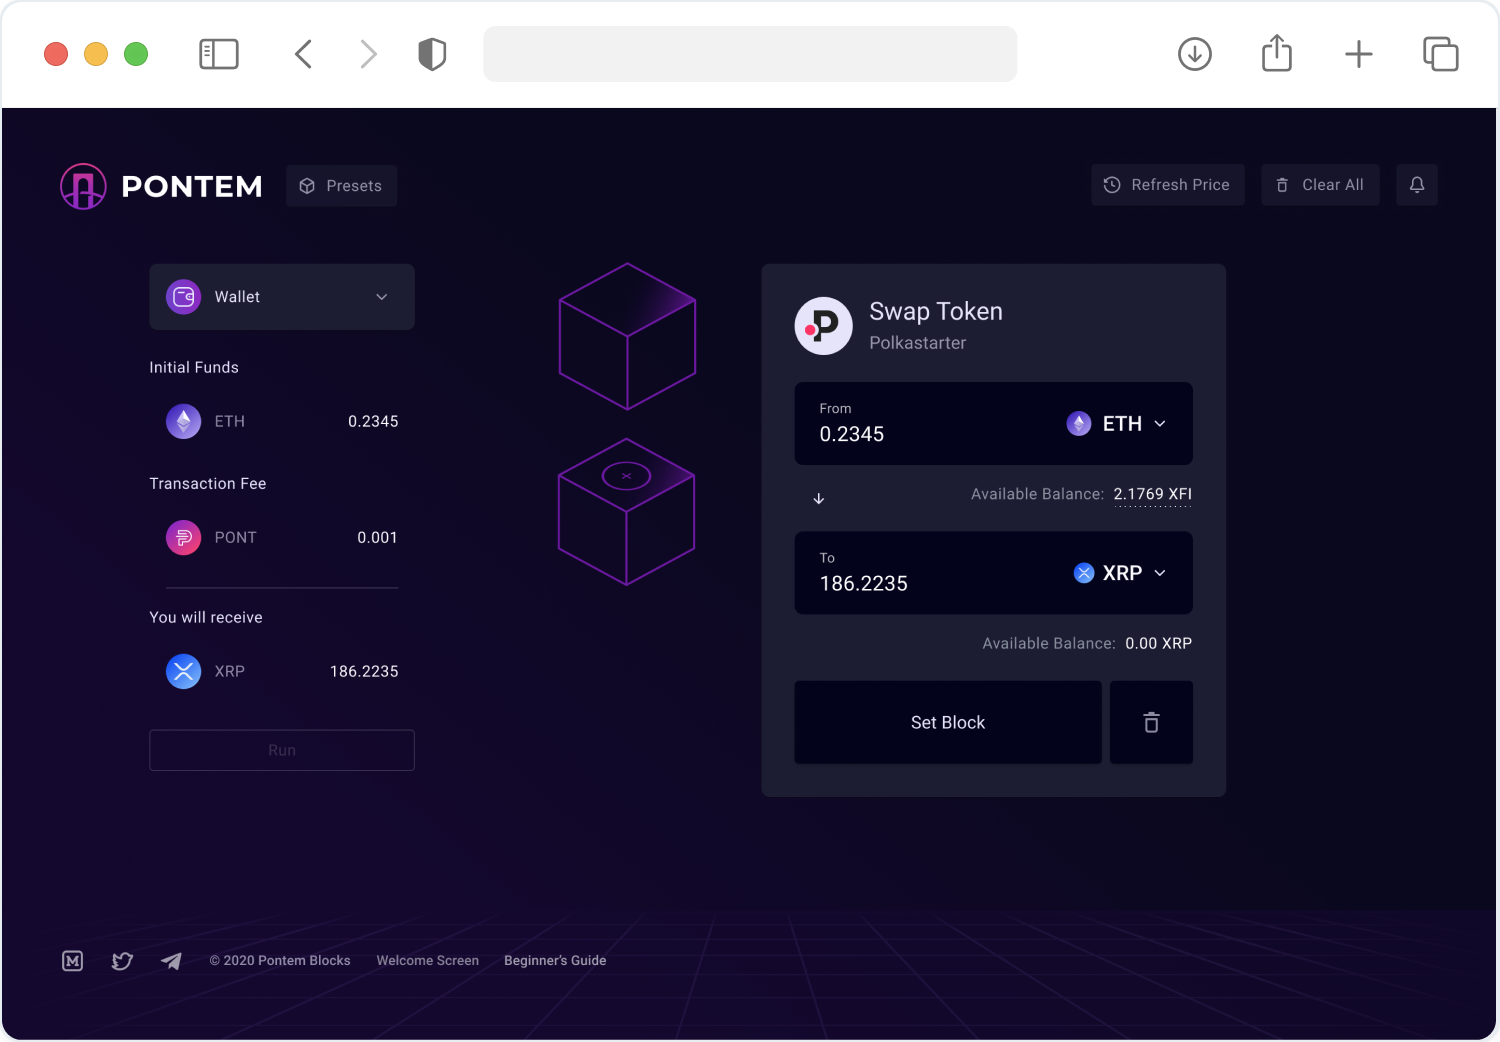 PONTEM
Presets
Refresh Price
Clear All
Wallet
Initial Funds
ETH 0.2345
Transaction Fee
PONT 0.001
You will receive
XRP 186.2235
Run
Swap Token
Polkastarter
From
0.2345 ETH
Available Balance: 2.1769 XFI
To
186.2235 XRP
Available Balance: 0.00 XRP
Set Block
© 2020 Pontem Blocks Welcome Screen Beginner's Guide